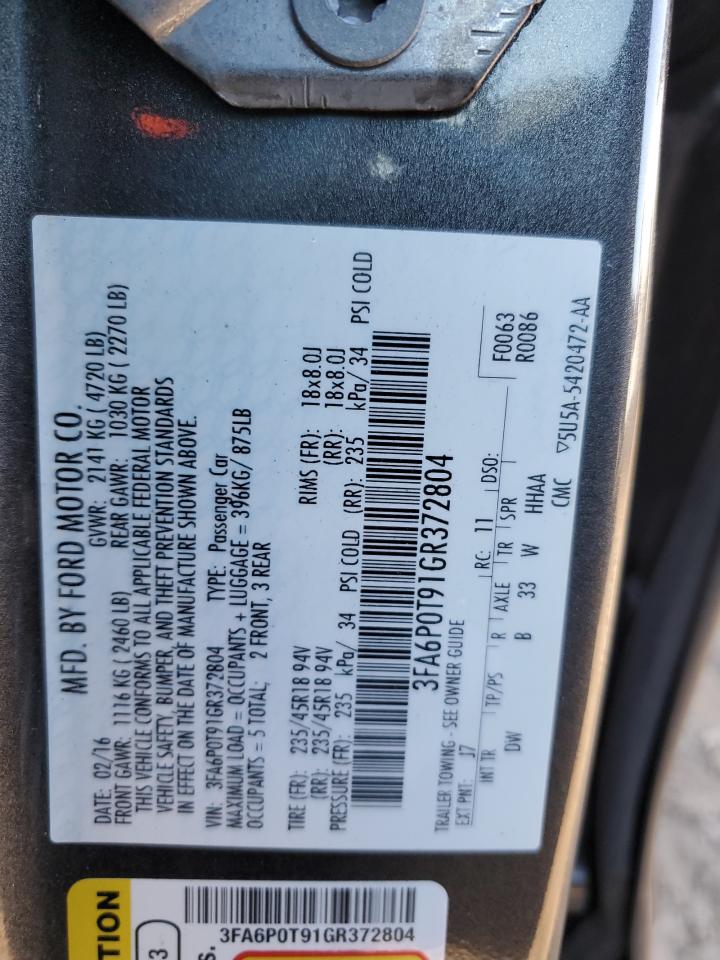 MFD. BY FORD MOTOR CO.
DATE: 02/16 GVWR: 2141 KG ( 4720 LB)
FRONT GAWR: 1116 KG ( 2460 LB) REAR GAWR: 1030 KG ( 2270 LB)
THIS VEHICLE CONFORMS TO ALL APPLICABLE FEDERAL MOTOR
VEHICLE SAFETY, BUMPER, AND THEFT PREVENTION STANDARDS
IN EFFECT ON THE DATE OF MANUFACTURE SHOWN ABOVE.
VIN: 3FA6P0T91GR372804 TYPE: Passenger Car
MAXIMUM LOAD = OCCUPANTS + LUGGAGE = 396KG/ 875LB
OCCUPANTS = 5 TOTAL; 2 FRONT, 3 REAR
TIRE (FR): 235/45R18 94V RIMS (FR): 18x8.0J
(RR): 235/45R18 94V (RR): 18x8.0J
PRESSURE (FR): 235 kPa/ 34 PSI COLD (RR): 235 kPa/ 34 PSI COLD
3FA6P0T91GR372804
TRAILER TOWING - SEE OWNER GUIDE
EXT PNT: J7 RC: 11 DSO: F0063
R0086
INT TR TP/PS R AXLE TR SPR
DW B 33 W HHAA
CMC ▽5U5A-5420472-AA
3FA6P0T91GR372804
TION
3
s.